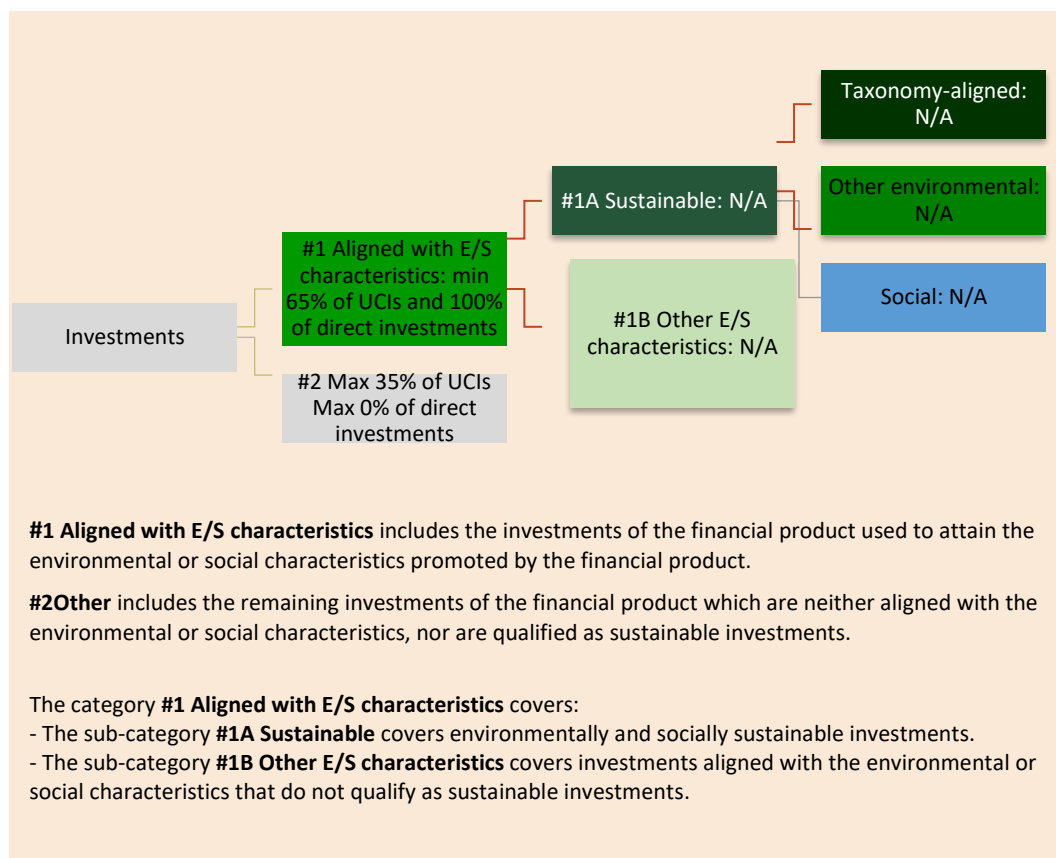 Taxonomy-aligned:
N/A
#1A Sustainable: N/A
Other environmental:
N/A
#1 Aligned with E/S
characteristics: min
65% of UCIs and 100%
of direct investments
Social: N/A
#1B Other E/S
characteristics: N/A
Investments
#2 Max 35% of UCIs
Max 0% of direct
investments
#1 Aligned with E/S characteristics includes the investments of the financial product used to attain the
environmental or social characteristics promoted by the financial product.
#2Other includes the remaining investments of the financial product which are neither aligned with the
environmental or social characteristics, nor are qualified as sustainable investments.
The category #1 Aligned with E/S characteristics covers:
- The sub-category #1A Sustainable covers environmentally and socially sustainable investments.
- The sub-category #1B Other E/S characteristics covers investments aligned with the environmental or
social characteristics that do not qualify as sustainable investments.